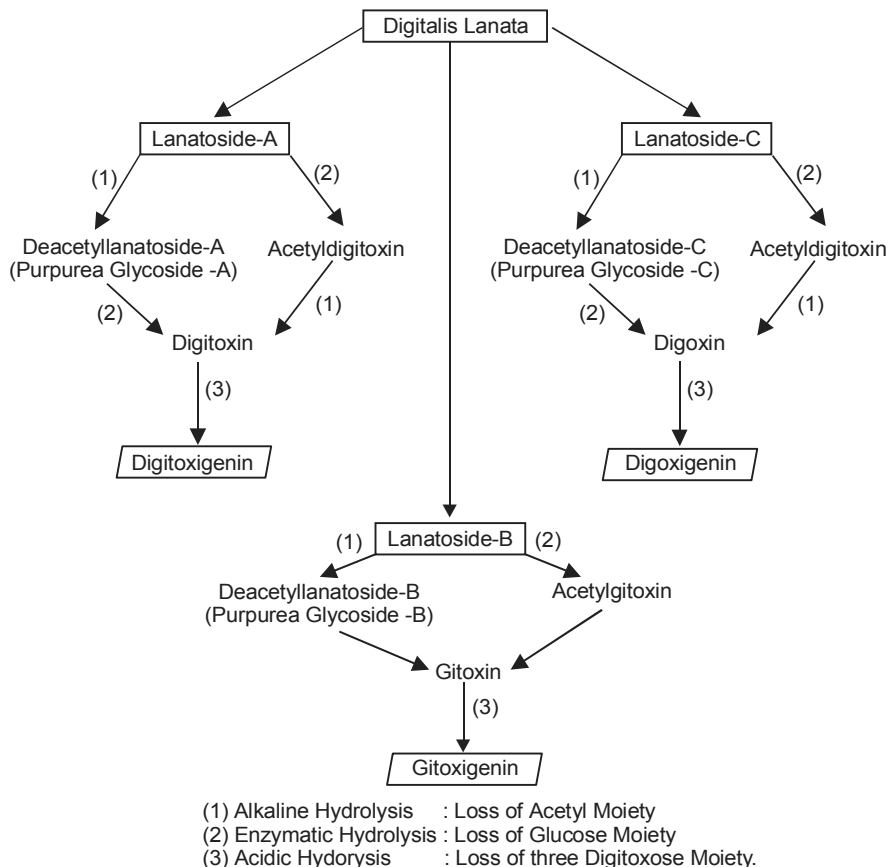 Digitalis Lanata
Lanatoside-A
Lanatoside-C
(1)
(2)
(1)
(2)
Deacetyllanatoside-A
(Purpurea Glycoside -A)
Acetyldigitoxin
Deacetyllanatoside-C
(Purpurea Glycoside -C)
Acetyldigitoxin
(2)
(1)
(2)
(1)
Digitoxin
Digoxin
(3)
(3)
Digitoxigenin
Digoxigenin
(1)
Lanatoside-B
(2)
Deacetyllanatoside-B
(Purpurea Glycoside -B)
Acetylgitoxin
Gitoxin
(3)
Gitoxigenin
(1) Alkaline Hydrolysis : Loss of Acetyl Moiety
(2) Enzymatic Hydrolysis : Loss of Glucose Moiety
(3) Acidic Hydorysis : Loss of three Digitoxose Moiety.